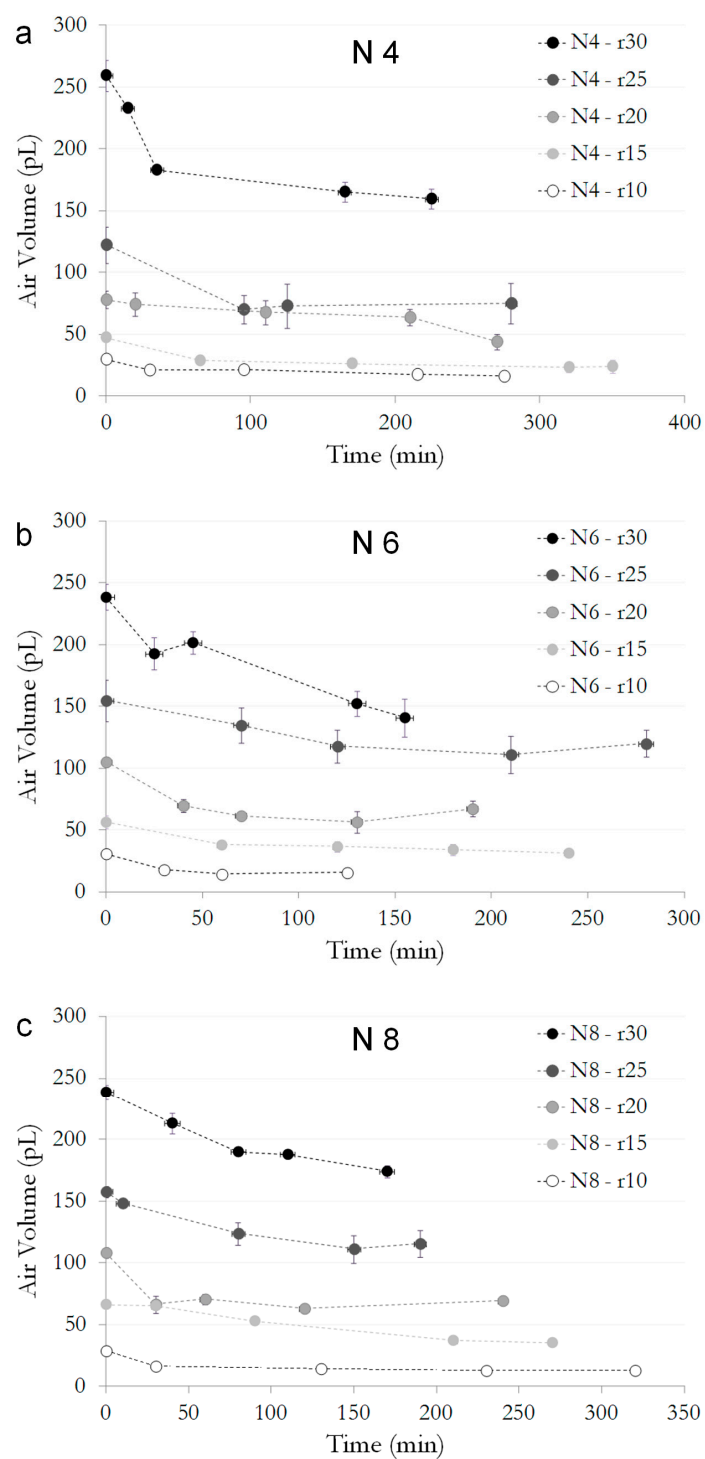 a
N 4
300
250
200
150
100
50
0
Air Volume (pL)
N4 - r30
N4 - r25
N4 - r20
N4 - r15
N4 - r10
0 100 200 300 400
Time (min)
b
N 6
300
250
200
150
100
50
0
Air Volume (pL)
N6 - r30
N6 - r25
N6 - r20
N6 - r15
N6 - r10
0 50 100 150 200 250 300
Time (min)
c
N 8
300
250
200
150
100
50
0
Air Volume (pL)
N8 - r30
N8 - r25
N8 - r20
N8 - r15
N8 - r10
0 50 100 150 200 250 300 350
Time (min)